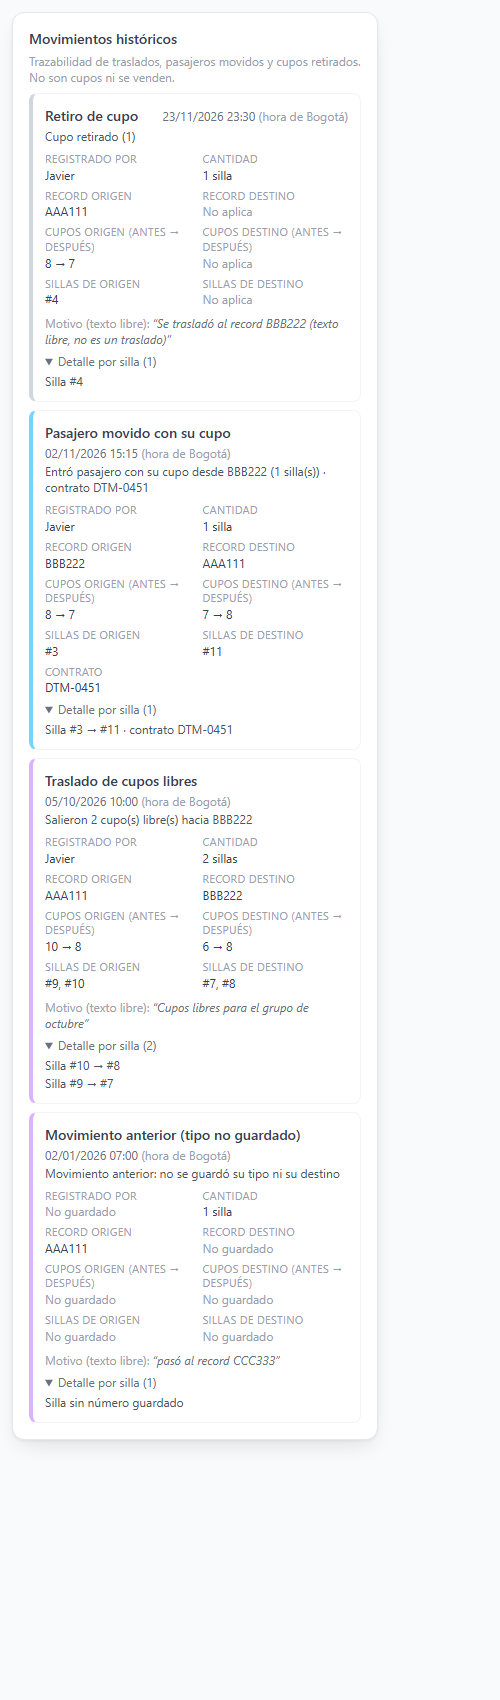 Movimientos históricos
Trazabilidad de traslados, pasajeros movidos y cupos retirados.
No son cupos ni se venden.
Retiro de cupo 23/11/2026 23:30 (hora de Bogotá)
Cupo retirado (1)
REGISTRADO POR CANTIDAD
Javier 1 silla
RECORD ORIGEN RECORD DESTINO
AAA111 No aplica
CUPOS ORIGEN (ANTES → CUPOS DESTINO (ANTES →
DESPUÉS) DESPUÉS)
8 → 7 No aplica
SILLAS DE ORIGEN SILLAS DE DESTINO
#4 No aplica
Motivo (texto libre): “Se trasladó al record BBB222 (texto
libre, no es un traslado)”
▼ Detalle por silla (1)
Silla #4
Pasajero movido con su cupo
02/11/2026 15:15 (hora de Bogotá)
Entró pasajero con su cupo desde BBB222 (1 silla(s)) ·
contrato DTM-0451
REGISTRADO POR CANTIDAD
Javier 1 silla
RECORD ORIGEN RECORD DESTINO
BBB222 AAA111
CUPOS ORIGEN (ANTES → CUPOS DESTINO (ANTES →
DESPUÉS) DESPUÉS)
8 → 7 7 → 8
SILLAS DE ORIGEN SILLAS DE DESTINO
#3 #11
CONTRATO
DTM-0451
▼ Detalle por silla (1)
Silla #3 → #11 · contrato DTM-0451
Traslado de cupos libres
05/10/2026 10:00 (hora de Bogotá)
Salieron 2 cupo(s) libre(s) hacia BBB222
REGISTRADO POR CANTIDAD
Javier 2 sillas
RECORD ORIGEN RECORD DESTINO
AAA111 BBB222
CUPOS ORIGEN (ANTES → CUPOS DESTINO (ANTES →
DESPUÉS) DESPUÉS)
10 → 8 6 → 8
SILLAS DE ORIGEN SILLAS DE DESTINO
#9, #10 #7, #8
Motivo (texto libre): “Cupos libres para el grupo de
octubre”
▼ Detalle por silla (2)
Silla #10 → #8
Silla #9 → #7
Movimiento anterior (tipo no guardado)
02/01/2026 07:00 (hora de Bogotá)
Movimiento anterior: no se guardó su tipo ni su destino
REGISTRADO POR CANTIDAD
No guardado 1 silla
RECORD ORIGEN RECORD DESTINO
AAA111 No guardado
CUPOS ORIGEN (ANTES → CUPOS DESTINO (ANTES →
DESPUÉS) DESPUÉS)
No guardado No guardado
SILLAS DE ORIGEN SILLAS DE DESTINO
No guardado No guardado
Motivo (texto libre): “pasó al record CCC333”
▼ Detalle por silla (1)
Silla sin número guardado